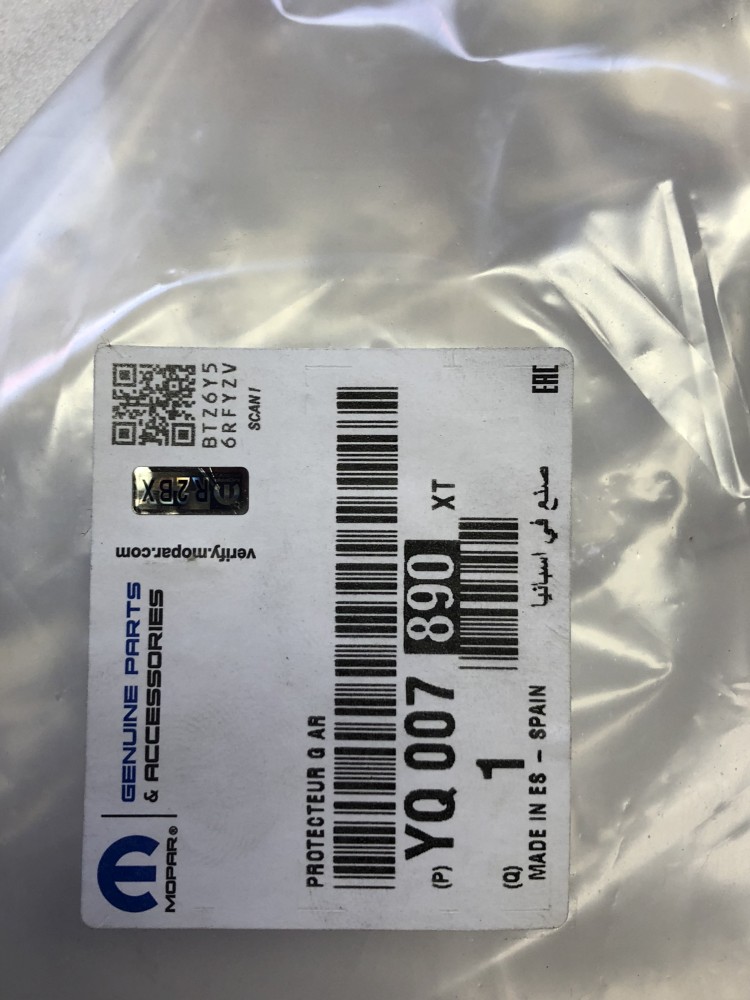 MOPAR®
GENUINE PARTS
& ACCESSORIES
verify.mopar.com
R2BX
BTZ6Y5
6RFYZV
SCAN!
PROTECTEUR G AR
(P) YQ 007 890 XT
(Q) 1
MADE IN ES - SPAIN
صنع في اسبانيا
EAC